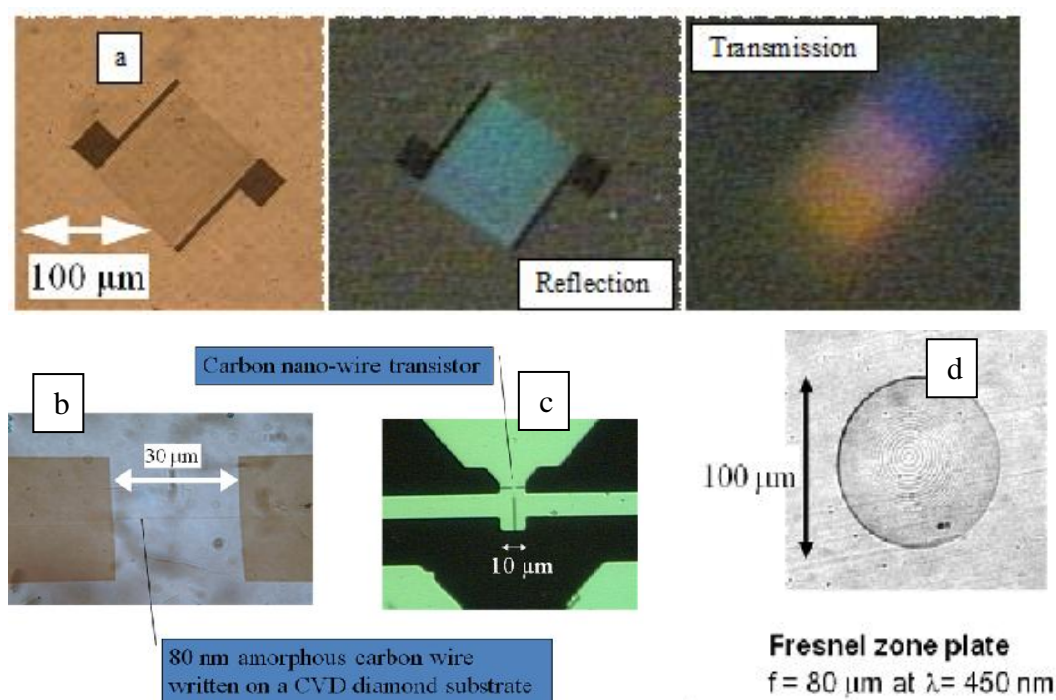 a
Transmission
100 µm
Reflection
Carbon nano-wire transistor
b
c
d
30 µm
100 µm
10 µm
80 nm amorphous carbon wire
written on a CVD diamond substrate
Fresnel zone plate
f = 80 µm at λ= 450 nm